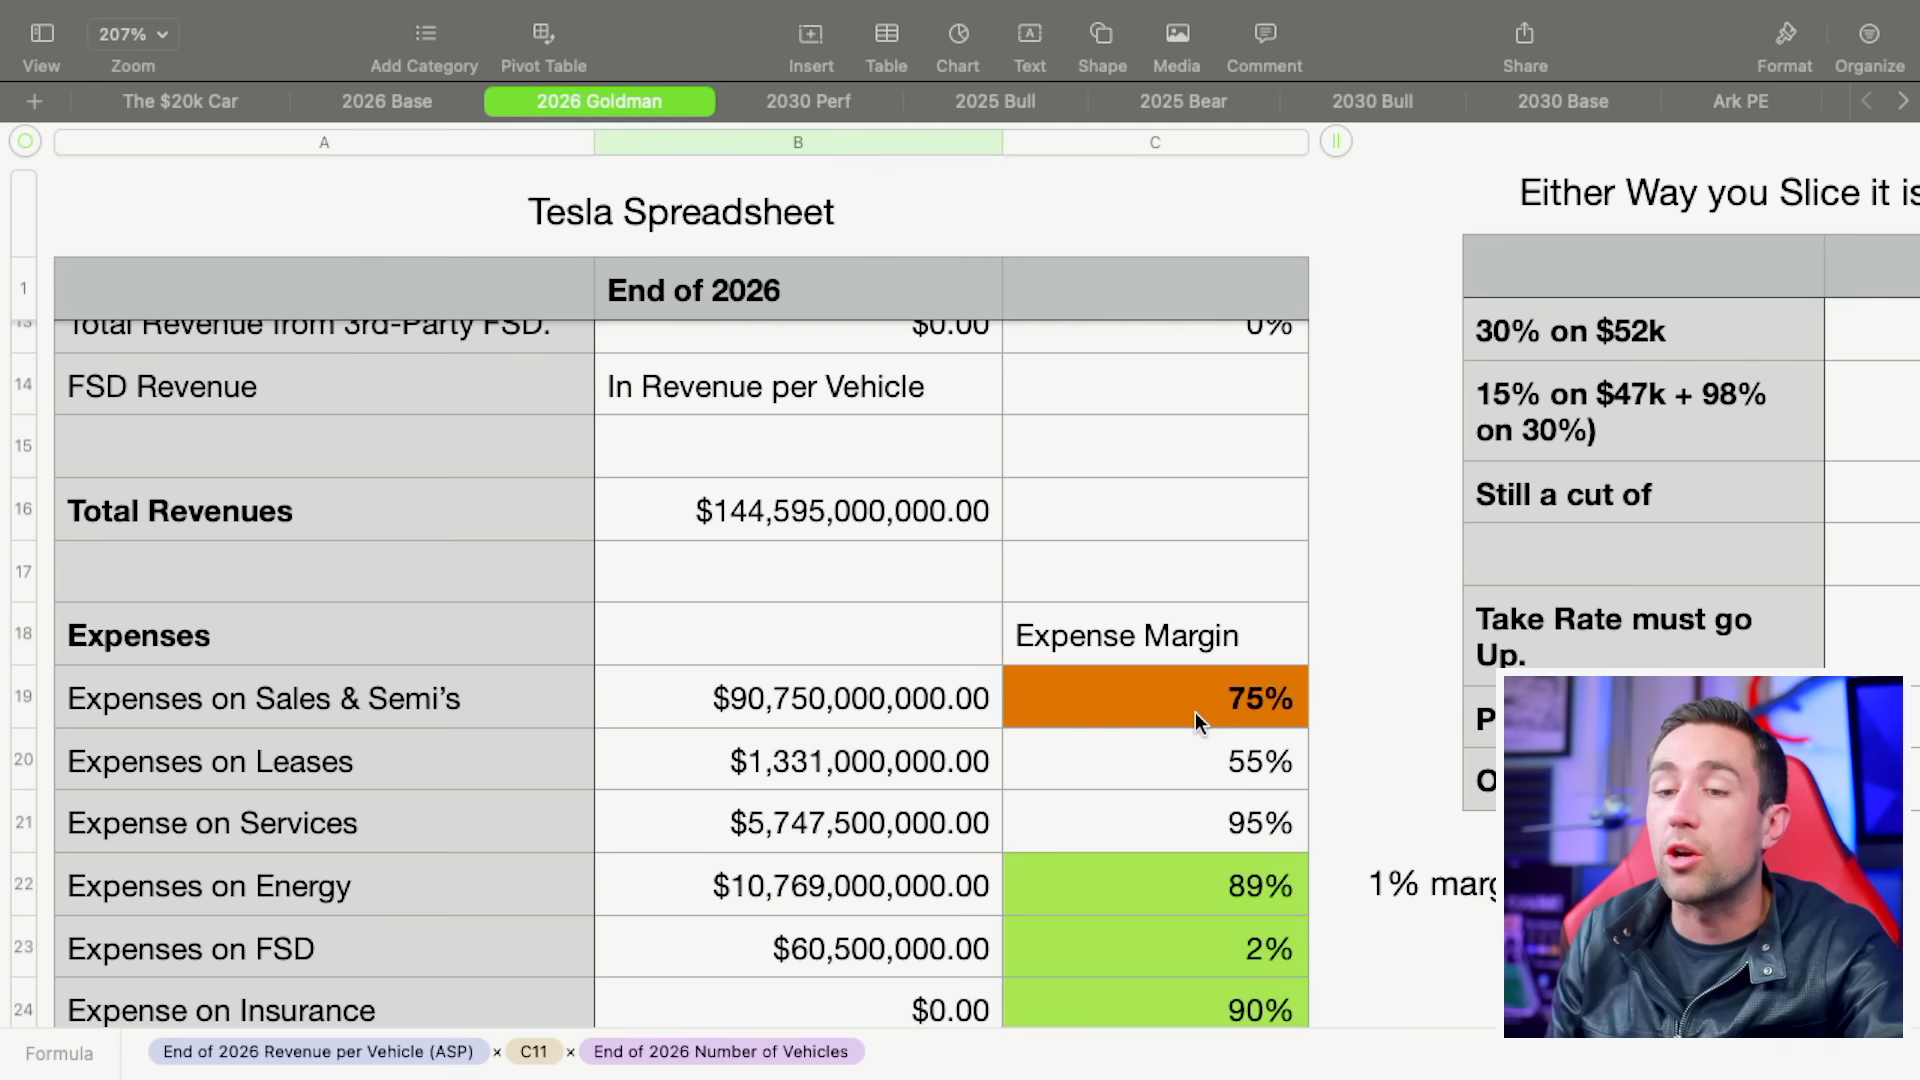 207%
View
Zoom
Add Category
Pivot Table
Insert
Table
Chart
Text
Shape
Media
Comment
Share
Format
Organize
The $20k Car
2026 Base
2026 Goldman
2030 Perf
2025 Bull
2025 Bear
2030 Bull
2030 Base
Ark PE
A
B
C
Tesla Spreadsheet
1
End of 2026
13
Total Revenue from 3rd-Party FSD.
$0.00
0%
14
FSD Revenue
In Revenue per Vehicle
15
16
Total Revenues
$144,595,000,000.00
17
18
Expenses
Expense Margin
19
Expenses on Sales & Semi's
$90,750,000,000.00
75%
20
Expenses on Leases
$1,331,000,000.00
55%
21
Expense on Services
$5,747,500,000.00
95%
22
Expenses on Energy
$10,769,000,000.00
89%
23
Expenses on FSD
$60,500,000.00
2%
24
Expense on Insurance
$0.00
90%
Either Way you Slice it is
30% on $52k
15% on $47k + 98%
on 30%)
Still a cut of
Take Rate must go
Up.
1%
Formula
End of 2026 Revenue per Vehicle (ASP) × C11 × End of 2026 Number of Vehicles